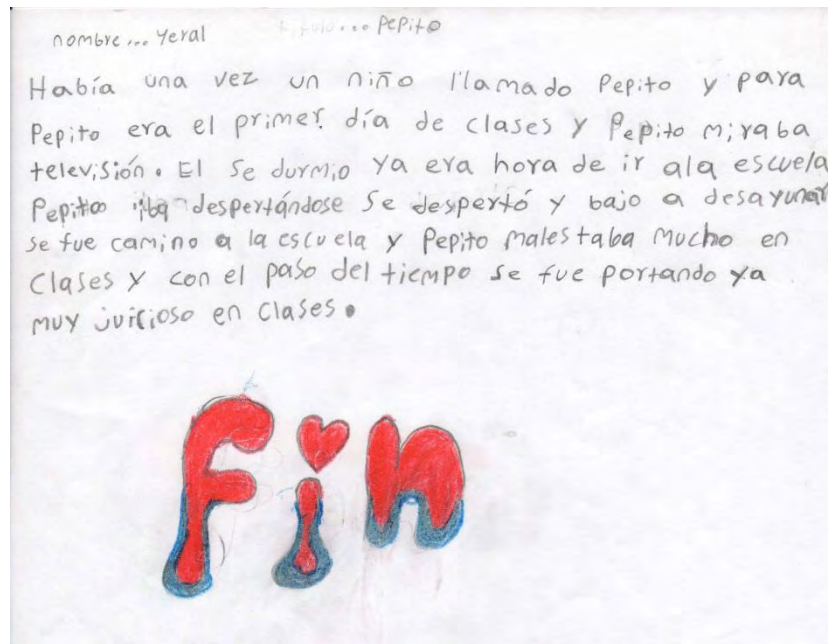 nombre... Yeral título... Pepito
Había una vez un niño llamado Pepito y para
Pepito era el primer día de clases y Pepito miraba
televisión. El se durmio ya era hora de ir ala escuela
Pepito iba despertándose se despertó y bajo a desayunar
se fue camino a la escuela y Pepito malestaba mucho en
clases y con el paso del tiempo se fue portando ya
muy juicioso en clases.
Fin